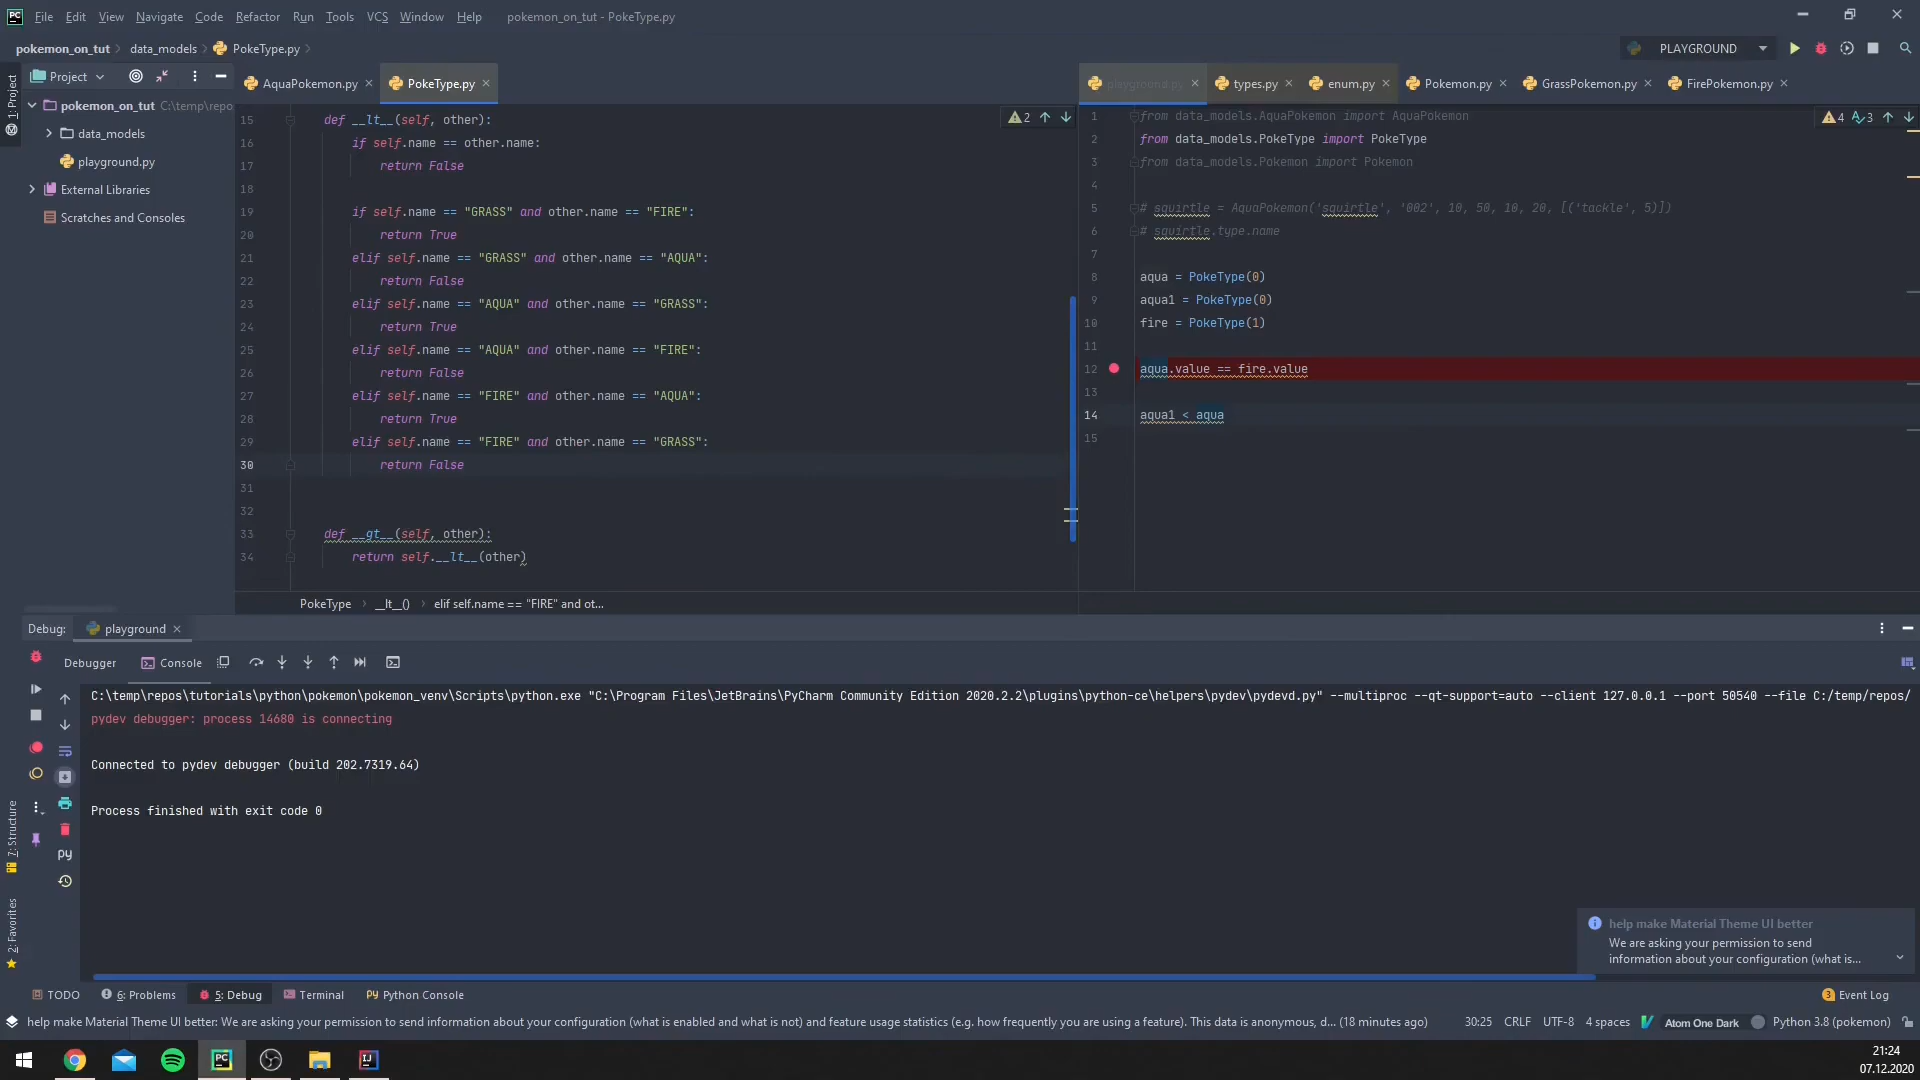 File Edit View Navigate Code Refactor Run Tools VCS Window Help pokemon_on_tut - PokeType.py
pokemon_on_tut data_models PokeType.py
PLAYGROUND
1: Project
Project
pokemon_on_tut C:\temp\repo
data_models
playground.py
External Libraries
Scratches and Consoles
AquaPokemon.py PokeType.py
15 def __lt__(self, other):
16 if self.name == other.name:
17 return False
18
19 if self.name == "GRASS" and other.name == "FIRE":
20 return True
21 elif self.name == "GRASS" and other.name == "AQUA":
22 return False
23 elif self.name == "AQUA" and other.name == "GRASS":
24 return True
25 elif self.name == "AQUA" and other.name == "FIRE":
26 return False
27 elif self.name == "FIRE" and other.name == "AQUA":
28 return True
29 elif self.name == "FIRE" and other.name == "GRASS":
30 return False
31
32
33 def __gt__(self, other):
34 return self.__lt__(other)
2
PokeType __lt__() elif self.name == "FIRE" and ot...
playground.py types.py enum.py Pokemon.py GrassPokemon.py FirePokemon.py
1 from data_models.AquaPokemon import AquaPokemon
2 from data_models.PokeType import PokeType
3 from data_models.Pokemon import Pokemon
4
5 # squirtle = AquaPokemon('squirtle', '002', 10, 50, 10, 20, [('tackle', 5)])
6 # squirtle.type.name
7
8 aqua = PokeType(0)
9 aqua1 = PokeType(0)
10 fire = PokeType(1)
11
12 aqua.value == fire.value
13
14 aqua1 < aqua
15
4 3
Debug: playground
Debugger Console
C:\temp\repos\tutorials\python\pokemon\pokemon_venv\Scripts\python.exe "C:\Program Files\JetBrains\PyCharm Community Edition 2020.2.2\plugins\python-ce\helpers\pydev\pydevd.py" --multiproc --qt-support=auto --client 127.0.0.1 --port 50540 --file C:/temp/repos/
pydev debugger: process 14680 is connecting
Connected to pydev debugger (build 202.7319.64)
Process finished with exit code 0
7: Structure
2: Favorites
help make Material Theme UI better
We are asking your permission to send
information about your configuration (what is...
TODO 6: Problems 5: Debug Terminal Python Console 3 Event Log
help make Material Theme UI better: We are asking your permission to send information about your configuration (what is enabled and what is not) and feature usage statistics (e.g. how frequently you are using a feature). This data is anonymous, d... (18 minutes ago) 30:25 CRLF UTF-8 4 spaces Atom One Dark Python 3.8 (pokemon)
21:24
07.12.2020